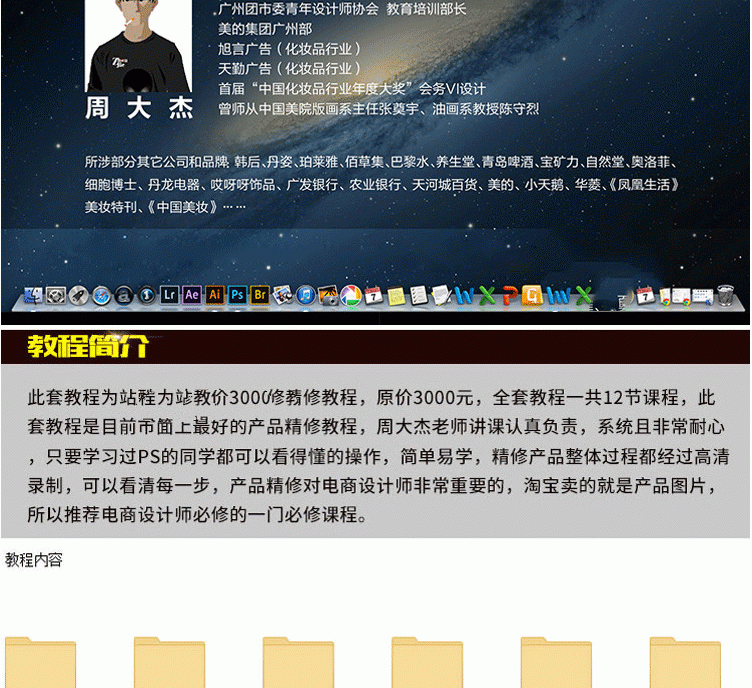 广州团市委青年设计师协会 教育培训部长
美的集团广州部
旭言广告（化妆品行业）
天勤广告（化妆品行业）
首届“中国化妆品行业年度大奖”会务VI设计
周大杰
曾师从中国美院版画系主任张奠宇、油画系教授陈守烈
所涉部分其它公司和品牌: 韩后、丹姿、珀莱雅、佰草集、巴黎水、养生堂、青岛啤酒、宝矿力、自然堂、奥洛菲、
细胞博士、丹龙电器、哎呀呀饰品、广发银行、农业银行、天河城百货、美的、小天鹅、华菱、《凤凰生活》
美妆特刊、《中国美妆》……
Lr Ae Ai Ps Br
教程简介
此套教程为 3000 修教程，原价3000元，全套教程一共12节课程，此
套教程是目前市面上最好的产品精修教程，周大杰老师讲课认真负责，系统且非常耐心
，只要学习过PS的同学都可以看得懂的操作，简单易学，精修产品整体过程都经过高清
录制，可以看清每一步，产品精修对电商设计师非常重要的，淘宝卖的就是产品图片，
所以推荐电商设计师必修的一门必修课程。
教程内容